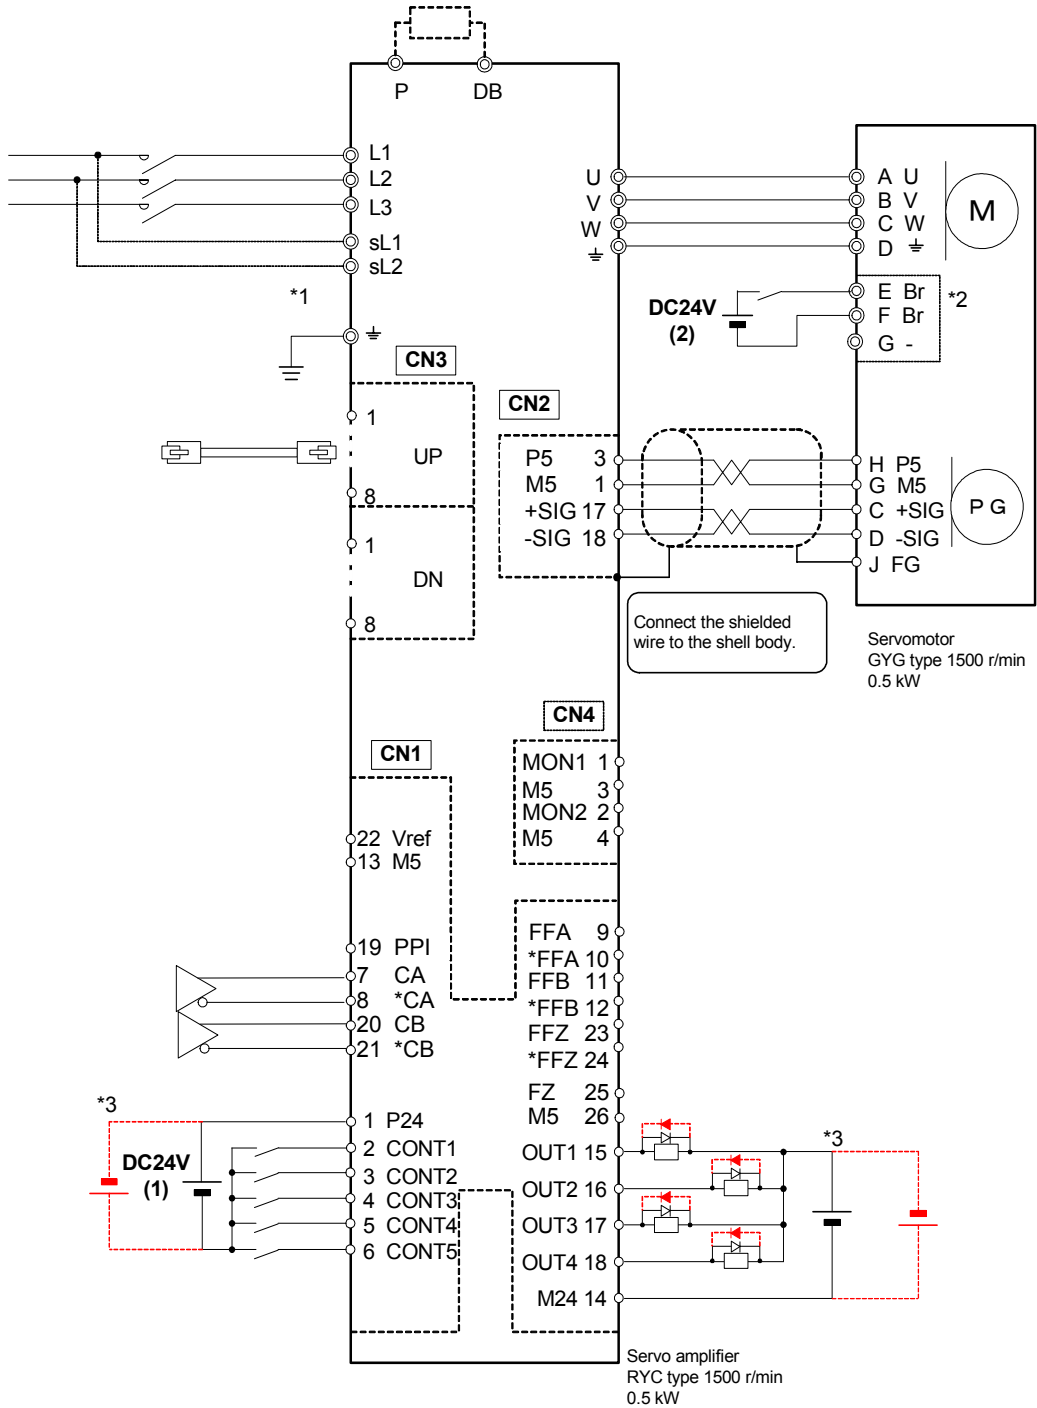 P DB
L1
L2
L3
sL1
sL2
*1
U
V
W
A U
B V
C W
D
M
E Br
F Br
G -
*2
DC24V
(2)
CN3
1
UP
8
1
DN
8
CN2
P5 3
M5 1
+SIG 17
-SIG 18
H P5
G M5
C +SIG
D -SIG
J FG
P G
Connect the shielded
wire to the shell body.
Servomotor
GYG type 1500 r/min
0.5 kW
CN4
MON1 1
M5 3
MON2 2
M5 4
CN1
22 Vref
13 M5
19 PPI
7 CA
8 *CA
20 CB
21 *CB
FFA 9
*FFA 10
FFB 11
*FFB 12
FFZ 23
*FFZ 24
FZ 25
M5 26
*3
DC24V
(1)
1 P24
2 CONT1
3 CONT2
4 CONT3
5 CONT4
6 CONT5
OUT1 15
OUT2 16
OUT3 17
OUT4 18
M24 14
*3
Servo amplifier
RYC type 1500 r/min
0.5 kW